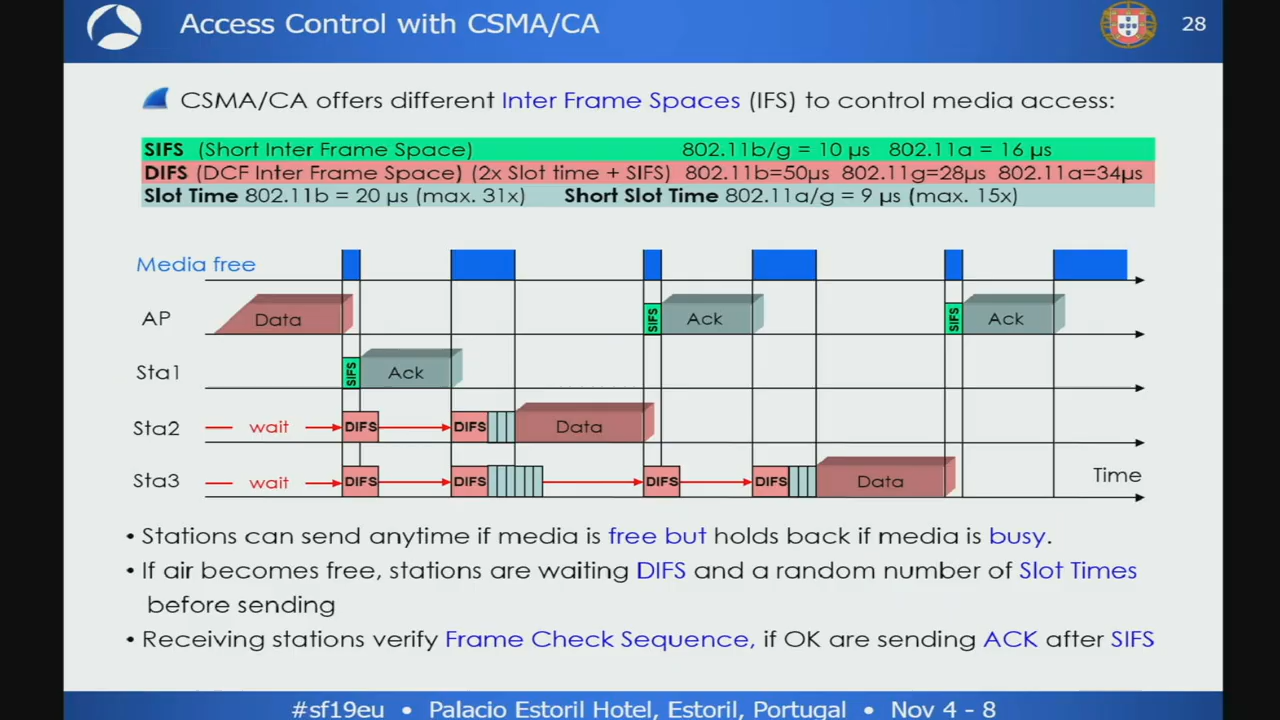 Access Control with CSMA/CA
28
CSMA/CA offers different Inter Frame Spaces (IFS) to control media access:
SIFS (Short Inter Frame Space) 802.11b/g = 10 µs 802.11a = 16 µs
DIFS (DCF Inter Frame Space) (2x Slot time + SIFS) 802.11b=50µs 802.11g=28µs 802.11a=34µs
Slot Time 802.11b = 20 µs (max. 31x) Short Slot Time 802.11a/g = 9 µs (max. 15x)
Media free
AP Data SIFS Ack SIFS Ack
Sta1 SIFS Ack
Sta2 wait DIFS DIFS Data
Sta3 wait DIFS DIFS DIFS DIFS Data Time
• Stations can send anytime if media is free but holds back if media is busy.
• If air becomes free, stations are waiting DIFS and a random number of Slot Times
before sending
• Receiving stations verify Frame Check Sequence, if OK are sending ACK after SIFS
#sf19eu • Palacio Estoril Hotel, Estoril, Portugal • Nov 4 - 8